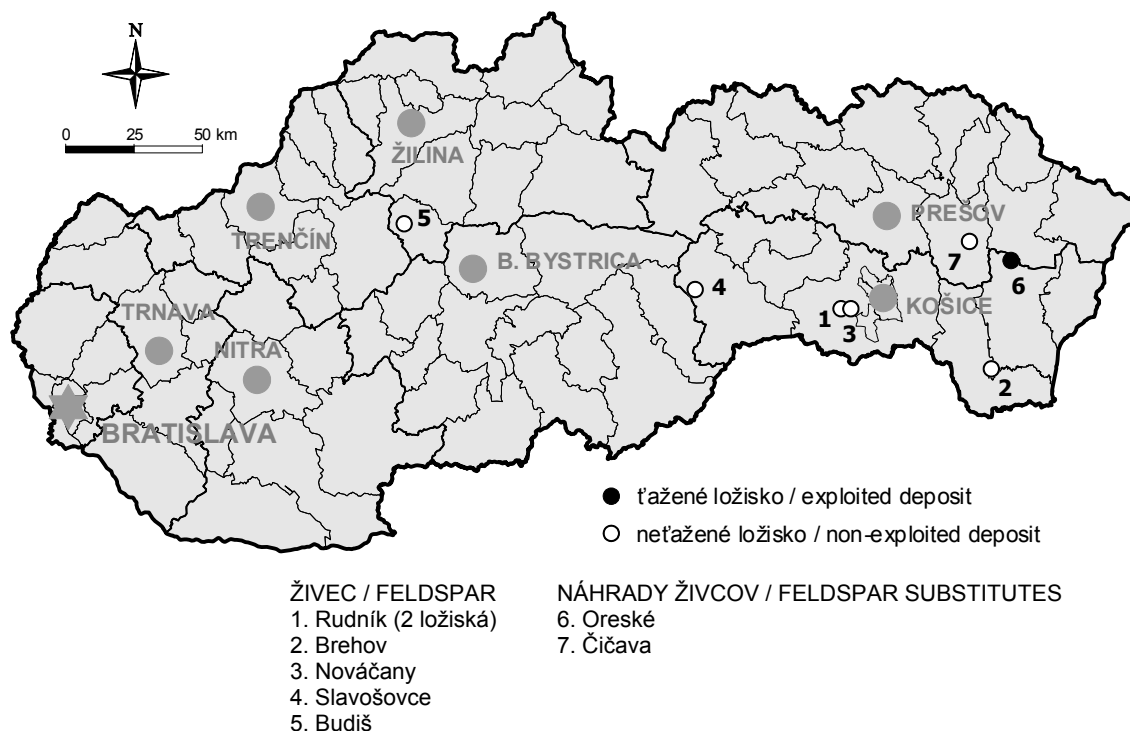 N
0 25 50 km
ŽILINA
TRENČÍN
5
PREŠOV
7
B. BYSTRICA
6
4
TRNAVA
KOŠICE
1
3
NITRA
2
BRATISLAVA
ťažené ložisko / exploited deposit
neťažené ložisko / non-exploited deposit
ŽIVEC / FELDSPAR
1. Rudník (2 ložiská)
2. Brehov
3. Nováčany
4. Slavošovce
5. Budiš
NÁHRADY ŽIVCOV / FELDSPAR SUBSTITUTES
6. Oreské
7. Čičava